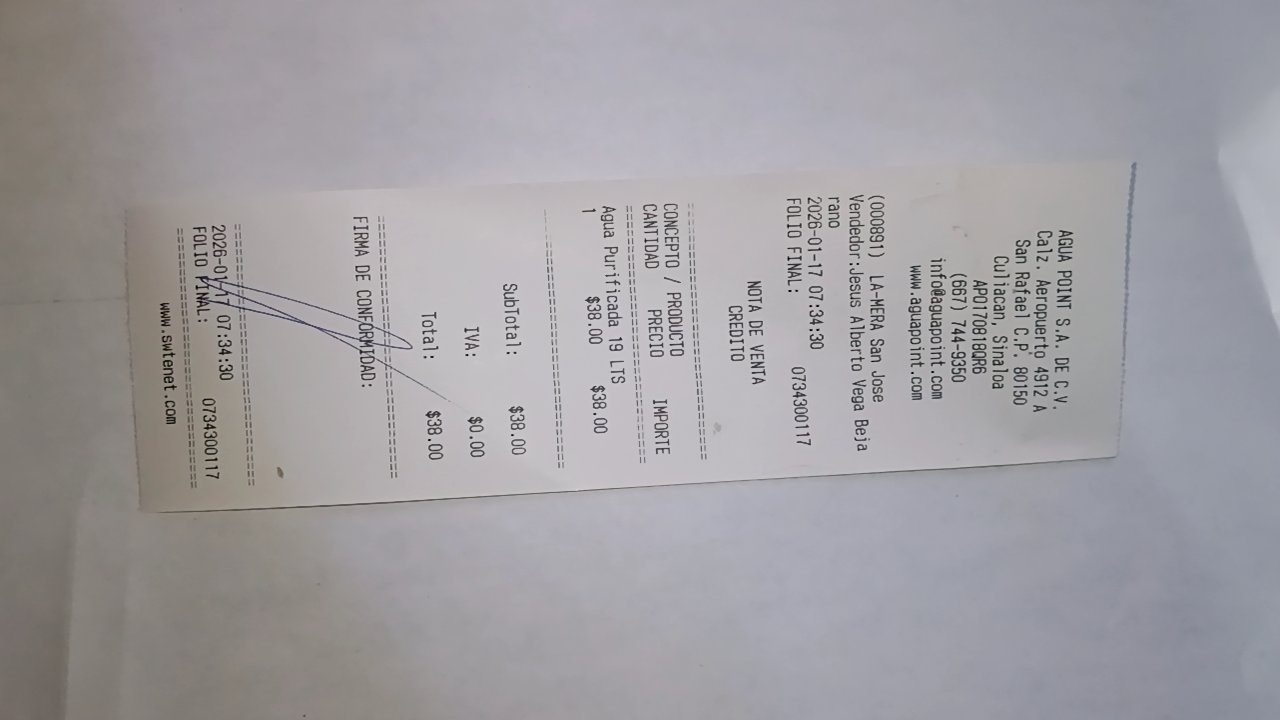 AGUA POINT S.A. DE C.V.
Calz. Aeropuerto 4912 A
San Rafael C.P. 80150
Culiacan, Sinaloa
APO170818QR6
(667) 744-9350
info@aguapoint.com
www.aguapoint.com
(000891) LA-MERA San Jose
Vendedor:Jesus Alberto Vega Beja
rano
2026-01-17 07:34:30
FOLIO FINAL: 0734300117
NOTA DE VENTA
CREDITO
================================
CONCEPTO / PRODUCTO
CANTIDAD PRECIO IMPORTE
================================
Agua Purificada 19 LTS
1 $38.00 $38.00
--------------------------------
SubTotal: $38.00
IVA: $0.00
Total: $38.00
================================
FIRMA DE CONFORMIDAD:
================================
2026-01-17 07:34:30
FOLIO FINAL: 0734300117
================================
www.swtenet.com